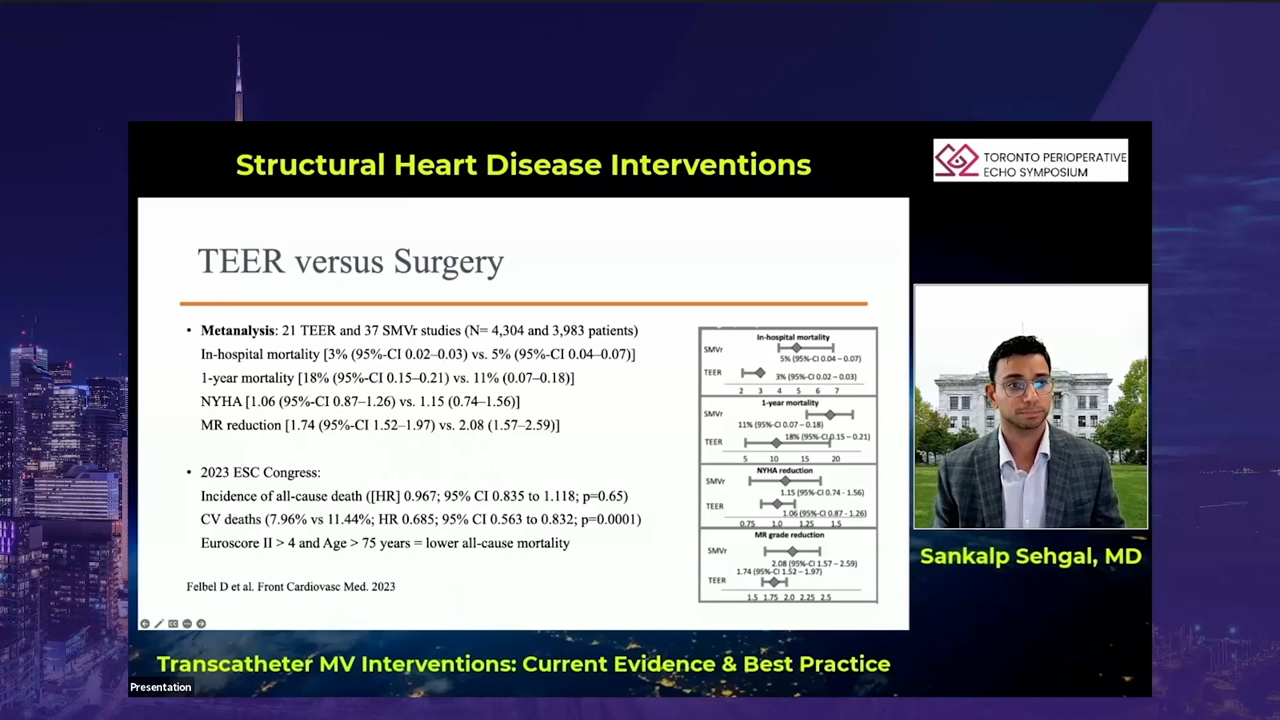 Structural Heart Disease Interventions
TORONTO PERIOPERATIVE
ECHO SYMPOSIUM
TEER versus Surgery
• Metanalysis: 21 TEER and 37 SMVr studies (N= 4,304 and 3,983 patients)
In-hospital mortality [3% (95%-CI 0.02–0.03) vs. 5% (95%-CI 0.04–0.07)]
1-year mortality [18% (95%-CI 0.15–0.21) vs. 11% (0.07–0.18)]
NYHA [1.06 (95%-CI 0.87–1.26) vs. 1.15 (0.74–1.56)]
MR reduction [1.74 (95%-CI 1.52–1.97) vs. 2.08 (1.57–2.59)]
• 2023 ESC Congress:
Incidence of all-cause death ([HR] 0.967; 95% CI 0.835 to 1.118; p=0.65)
CV deaths (7.96% vs 11.44%; HR 0.685; 95% CI 0.563 to 0.832; p=0.0001)
Euroscore II > 4 and Age > 75 years = lower all-cause mortality
Felbel D et al. Front Cardiovasc Med. 2023
In-hospital mortality
SMVr
5% (95%-CI 0.04 – 0.07)
TEER
3% (95%-CI 0.02 – 0.03)
2 3 4 5 6 7
1-year mortality
SMVr
11% (95%-CI 0.07 – 0.18)
18% (95%-CI 0.15 – 0.21)
TEER
5 10 15 20
NYHA reduction
SMVr
1.15 (95%-CI 0.74 - 1.56)
TEER
1.06 (95%-CI 0.87 - 1.26)
0.75 1.0 1.25 1.5
MR grade reduction
SMVr
2.08 (95%-CI 1.57 – 2.59)
1.74 (95%-CI 1.52 – 1.97)
TEER
1.5 1.75 2.0 2.25 2.5
Sankalp Sehgal, MD
Transcatheter MV Interventions: Current Evidence & Best Practice
Presentation